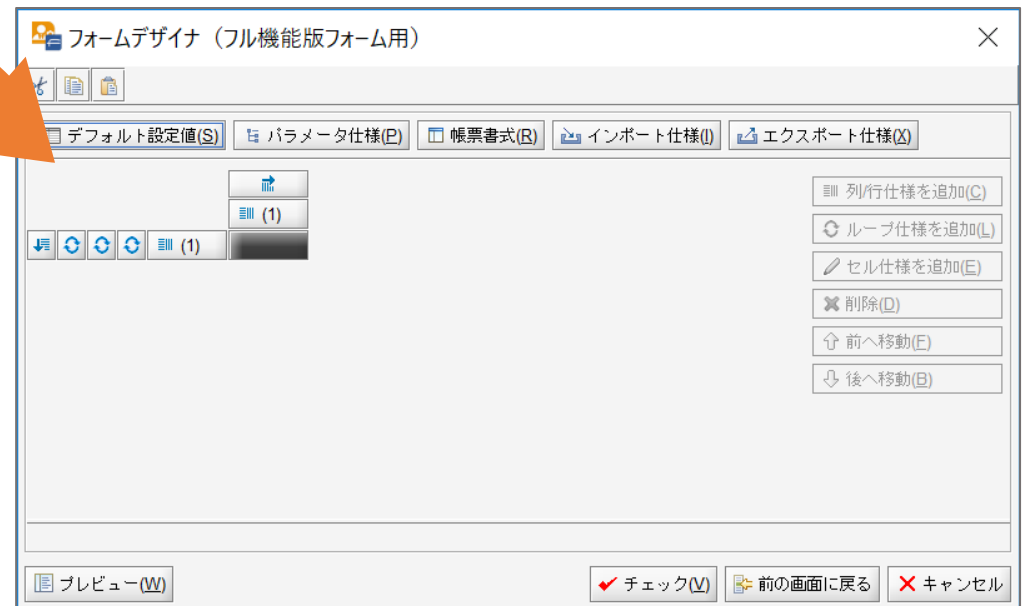 フォームデザイナ（フル機能版フォーム用）
デフォルト設定値(S) パラメータ仕様(P) 帳票書式(R) インポート仕様(I) エクスポート仕様(X)
(1)
(1)
列/行仕様を追加(C)
ループ仕様を追加(L)
セル仕様を追加(E)
削除(D)
前へ移動(F)
後へ移動(B)
プレビュー(W) チェック(V) 前の画面に戻る キャンセル